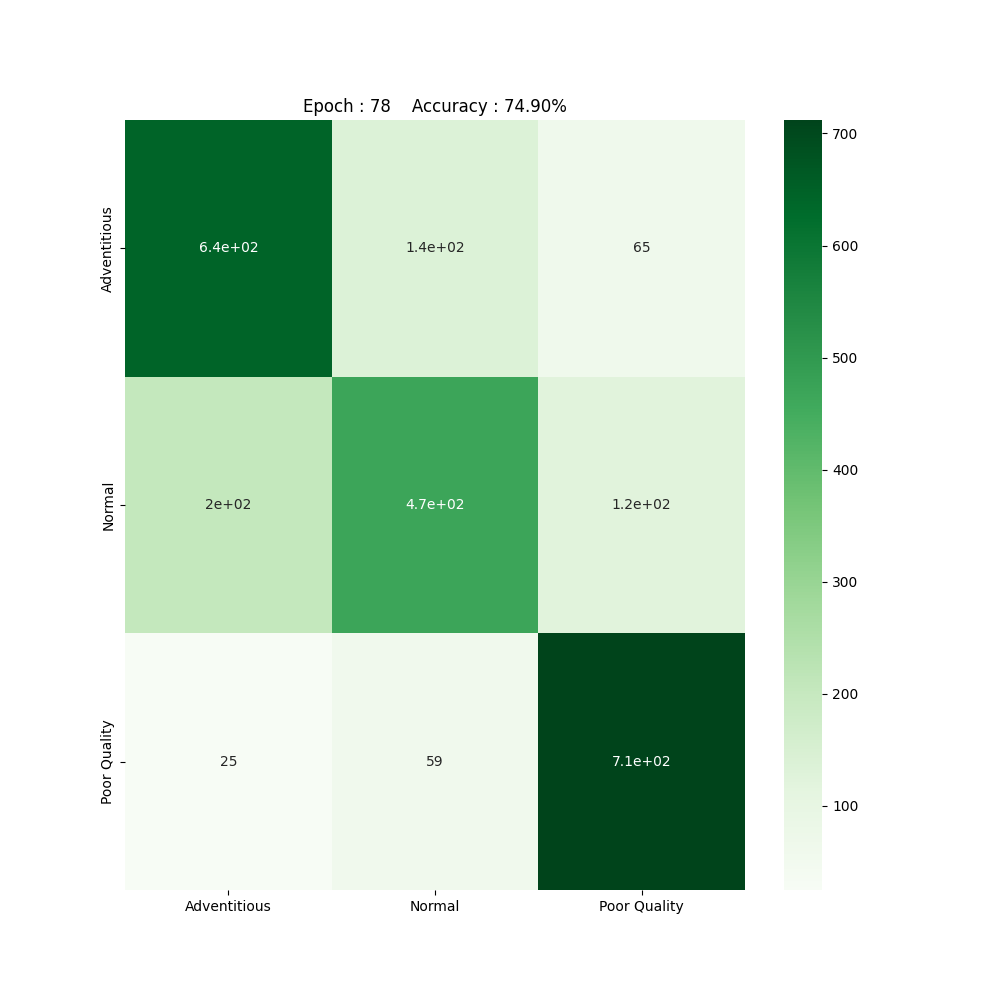 Epoch : 78    Accuracy : 74.90%
Adventitious
6.4e+02 1.4e+02 65
Normal
2e+02 4.7e+02 1.2e+02
Poor Quality
25 59 7.1e+02
Adventitious Normal Poor Quality
700
600
500
400
300
200
100